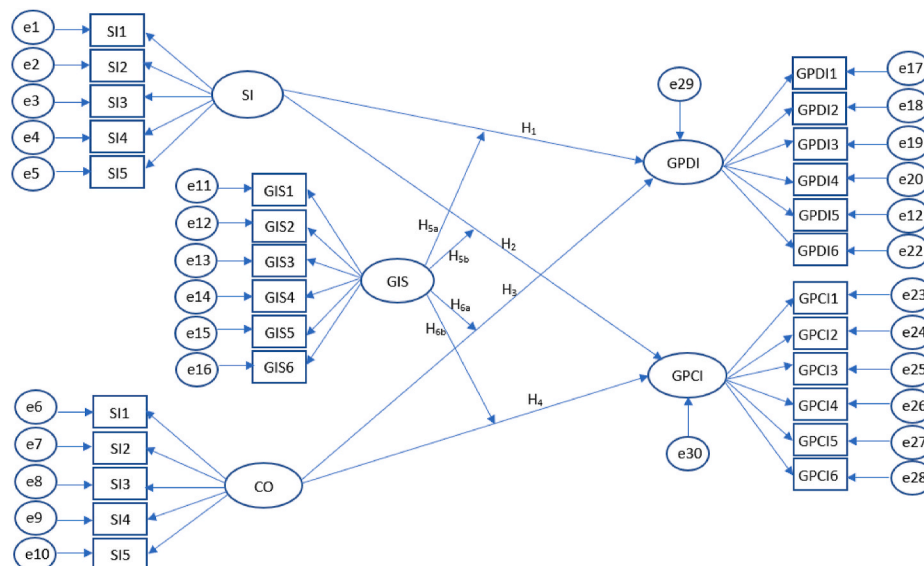 e1 SI1
e2 SI2
e3 SI3
e4 SI4
e5 SI5
SI
e11 GIS1
e12 GIS2
e13 GIS3
e14 GIS4
e15 GIS5
e16 GIS6
GIS
e6 SI1
e7 SI2
e8 SI3
e9 SI4
e10 SI5
CO
H1
H2
H3
H4
H5a
H5b
H6a
H6b
e29
GPDI
GPDI1 e17
GPDI2 e18
GPDI3 e19
GPDI4 e20
GPDI5 e12
GPDI6 e22
GPCI
e30
GPCI1 e23
GPCI2 e24
GPCI3 e25
GPCI4 e26
GPCI5 e27
GPCI6 e28